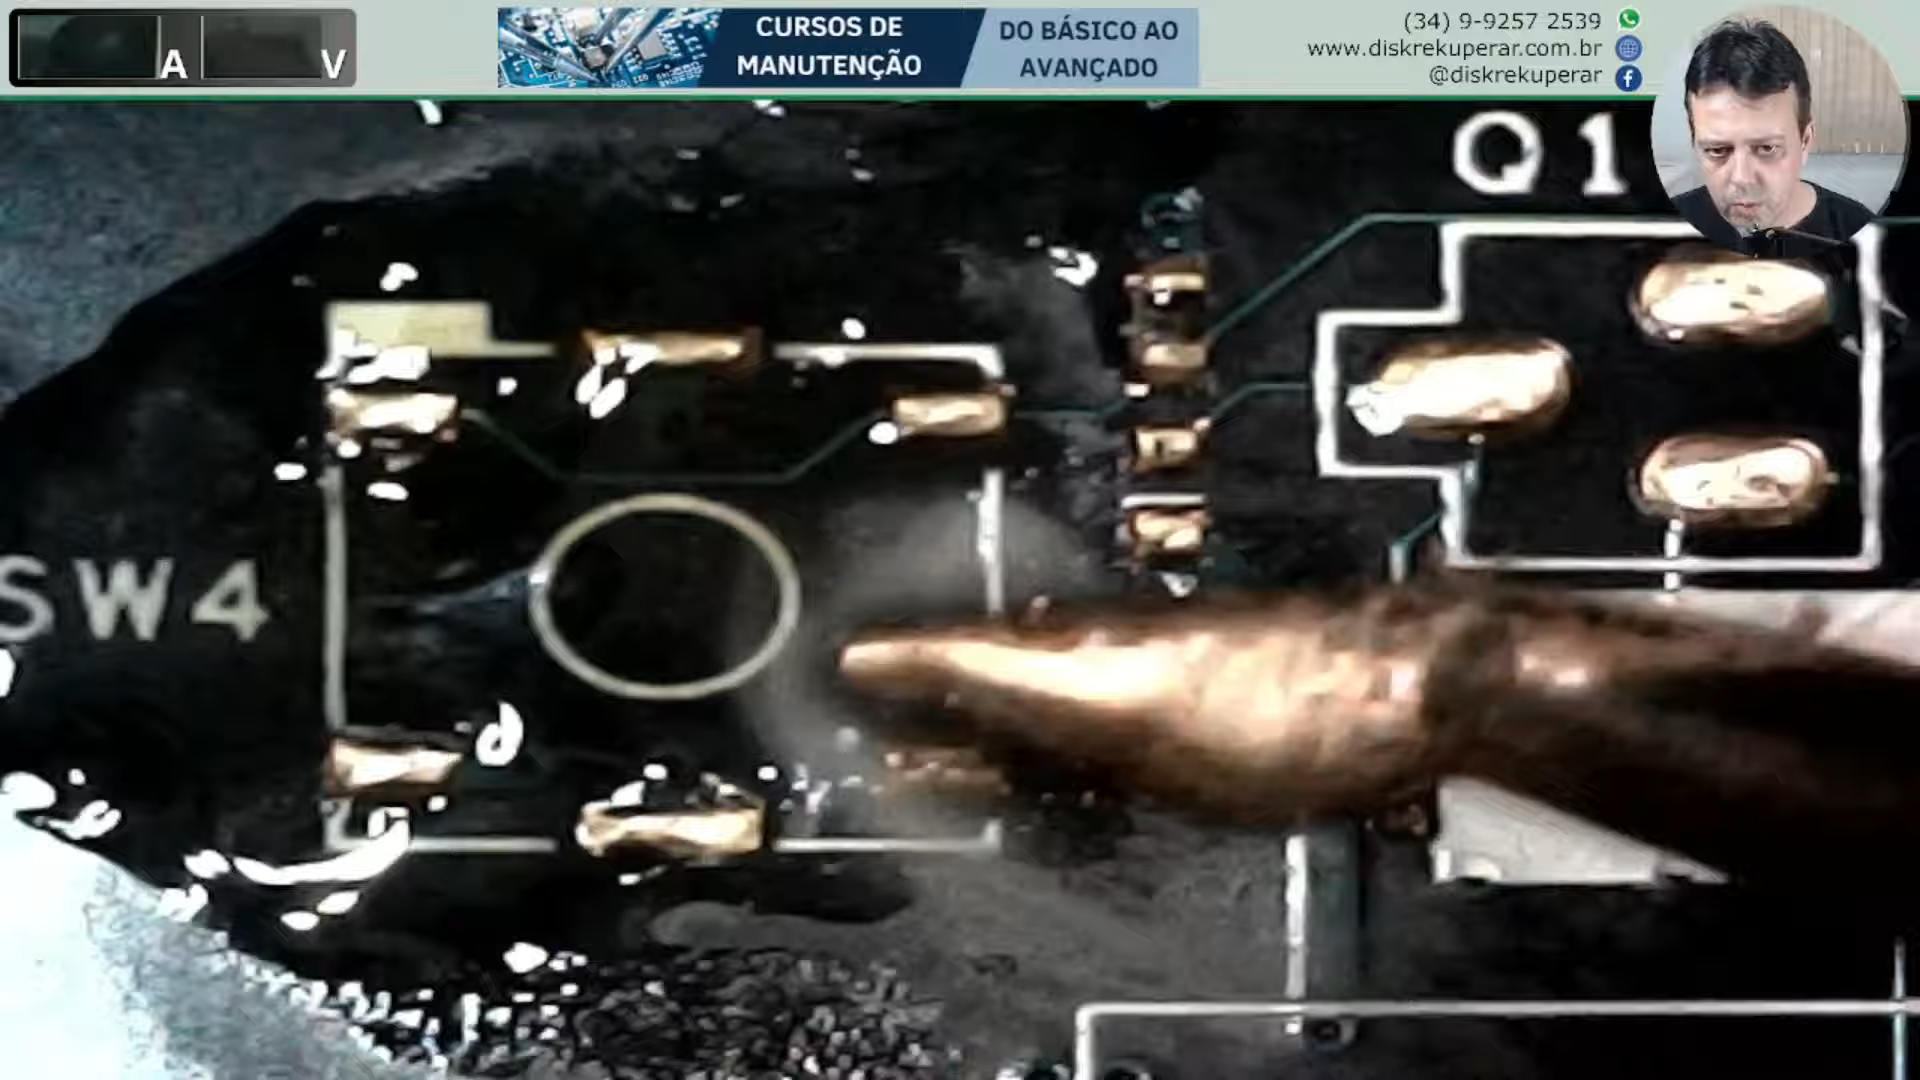 A
V
CURSOS DE
MANUTENÇÃO
DO BÁSICO AO
AVANÇADO
(34) 9-9257 2539
www.diskrekuperar.com.br
@diskrekuperar
Q1
SW4